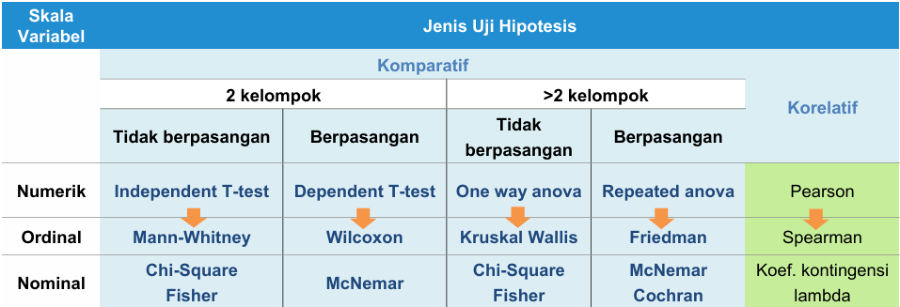 Skala
Variabel
Jenis Uji Hipotesis
Komparatif
Korelatif
2 kelompok
>2 kelompok
Tidak berpasangan
Berpasangan
Tidak
berpasangan
Berpasangan
Numerik
Independent T-test
Dependent T-test
One way anova
Repeated anova
Pearson
Ordinal
Mann-Whitney
Wilcoxon
Kruskal Wallis
Friedman
Spearman
Nominal
Chi-Square
Fisher
McNemar
Chi-Square
Fisher
McNemar
Cochran
Koef. kontingensi
lambda